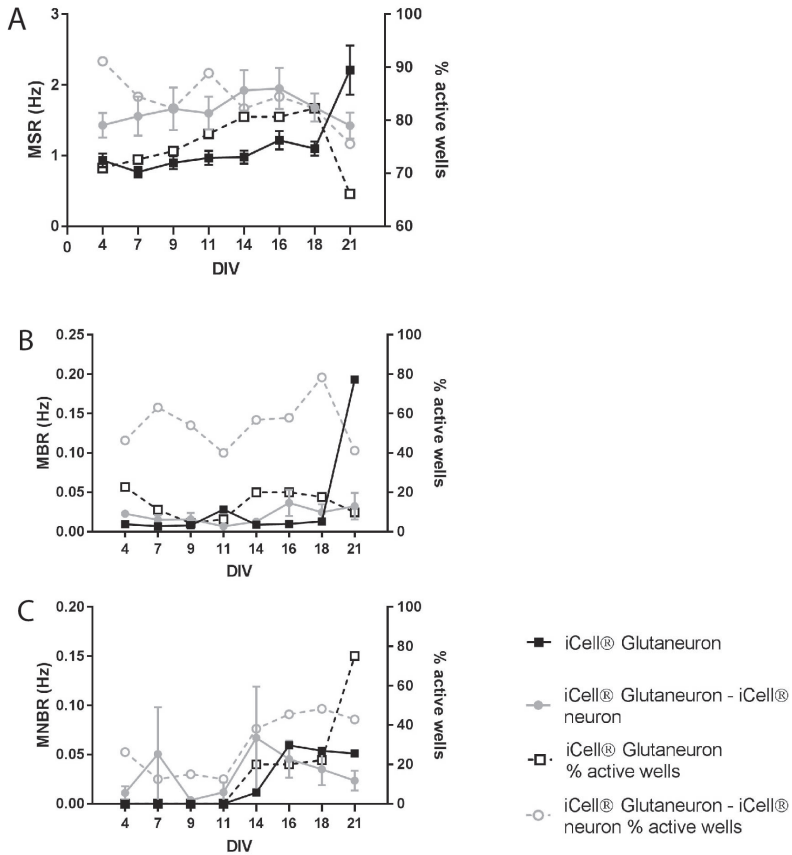 A
3
2
1
0
MSR (Hz)
100
90
80
70
60
% active wells
0 4 7 9 11 14 16 18 21
DIV
B
0.25
0.20
0.15
0.10
0.05
0.00
MBR (Hz)
100
80
60
40
20
0
% active wells
4 7 9 11 14 16 18 21
DIV
C
0.20
0.15
0.10
0.05
0.00
MNBR (Hz)
100
80
60
40
20
0
% active wells
4 7 9 11 14 16 18 21
DIV
iCell® Glutaneuron
iCell® Glutaneuron - iCell®
neuron
iCell® Glutaneuron
% active wells
iCell® Glutaneuron - iCell®
neuron % active wells